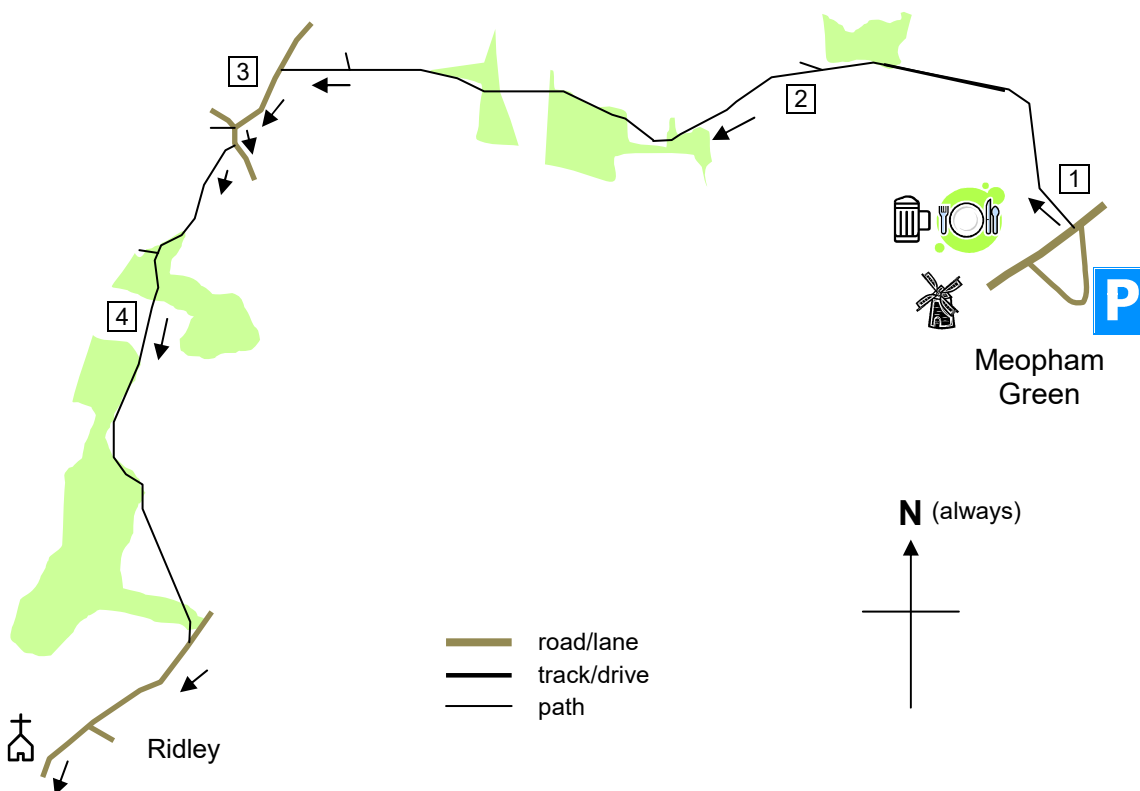 3
2
1
P
4
Meopham
Green
N (always)
road/lane
track/drive
path
Ridley